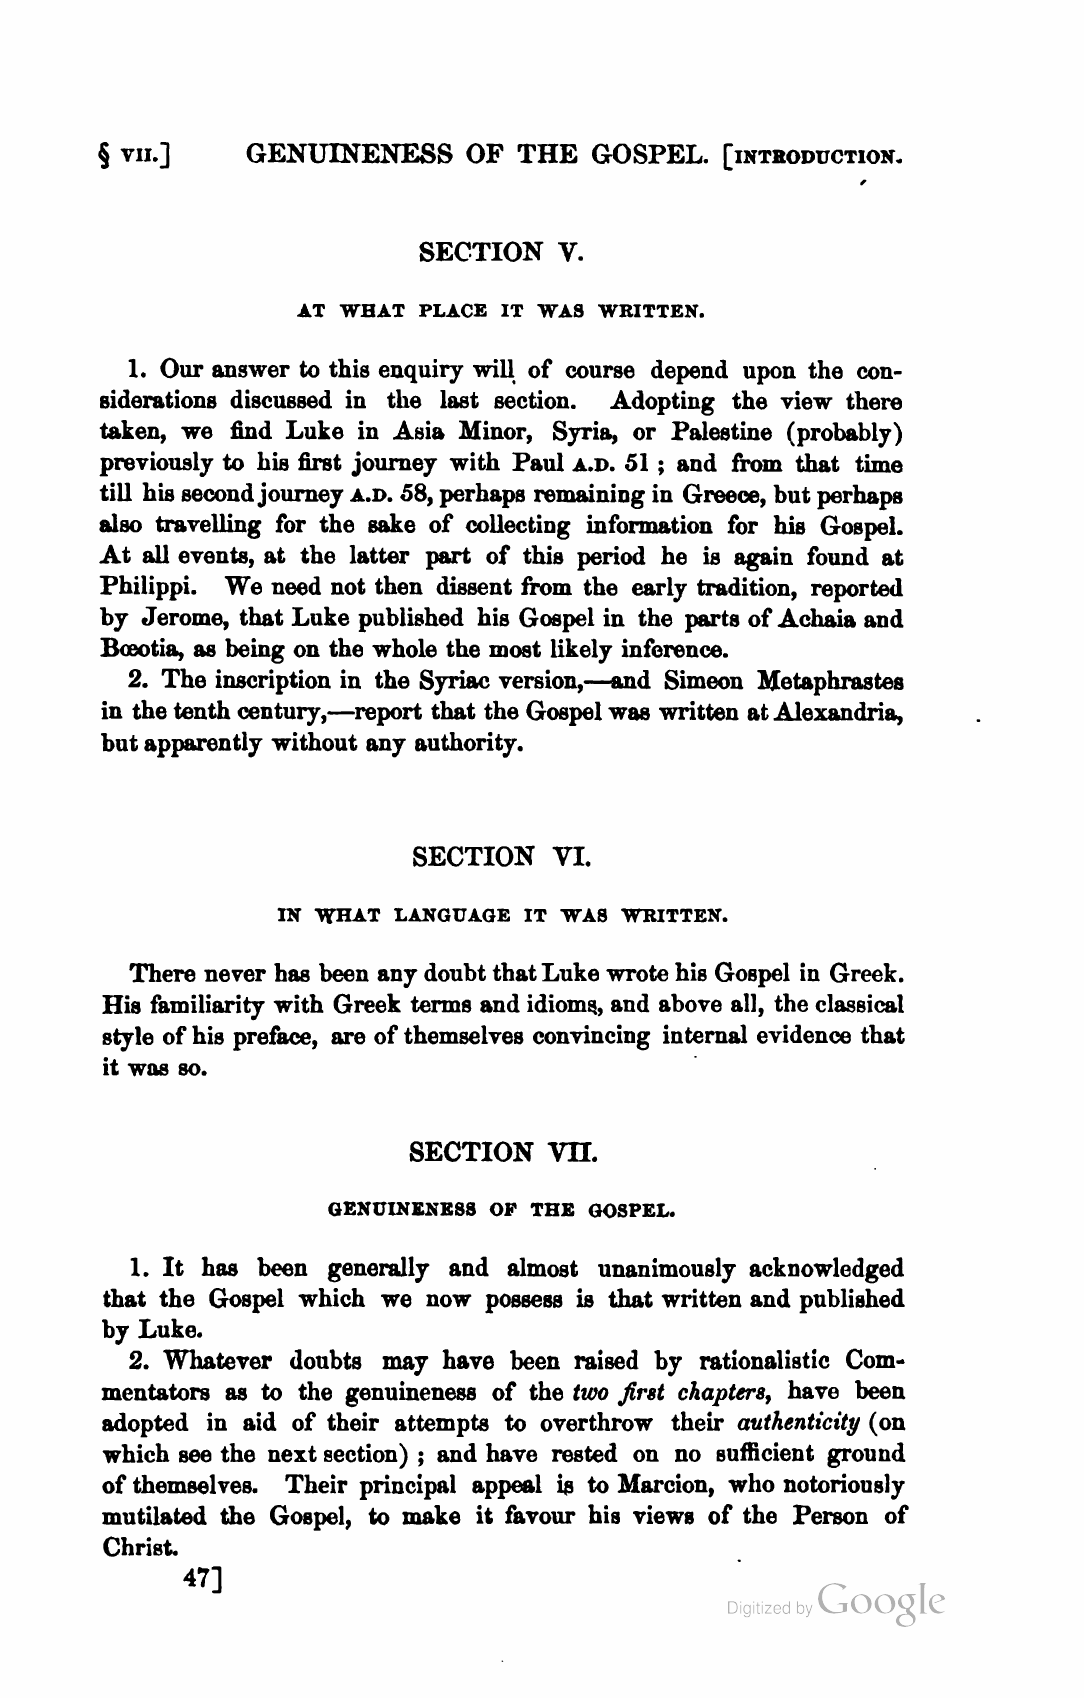 § VII.] GENUINENESS OF THE GOSPEL. [INTRODUCTION.
SECTION V.
AT WHAT PLACE IT WAS WRITTEN.
1. Our answer to this enquiry will of course depend upon the con-
siderations discussed in the last section. Adopting the view there
taken, we find Luke in Asia Minor, Syria, or Palestine (probably)
previously to his first journey with Paul A.D. 51 ; and from that time
till his second journey A.D. 58, perhaps remaining in Greece, but perhaps
also travelling for the sake of collecting information for his Gospel.
At all events, at the latter part of this period he is again found at
Philippi. We need not then dissent from the early tradition, reported
by Jerome, that Luke published his Gospel in the parts of Achaia and
Bœotia, as being on the whole the most likely inference.
2. The inscription in the Syriac version,—and Simeon Metaphrastes
in the tenth century,—report that the Gospel was written at Alexandria,
but apparently without any authority.
SECTION VI.
IN WHAT LANGUAGE IT WAS WRITTEN.
There never has been any doubt that Luke wrote his Gospel in Greek.
His familiarity with Greek terms and idioms, and above all, the classical
style of his preface, are of themselves convincing internal evidence that
it was so.
SECTION VII.
GENUINENESS OF THE GOSPEL.
1. It has been generally and almost unanimously acknowledged
that the Gospel which we now possess is that written and published
by Luke.
2. Whatever doubts may have been raised by rationalistic Com-
mentators as to the genuineness of the two first chapters, have been
adopted in aid of their attempts to overthrow their authenticity (on
which see the next section) ; and have rested on no sufficient ground
of themselves. Their principal appeal is to Marcion, who notoriously
mutilated the Gospel, to make it favour his views of the Person of
Christ.
47]
Digitized by Google